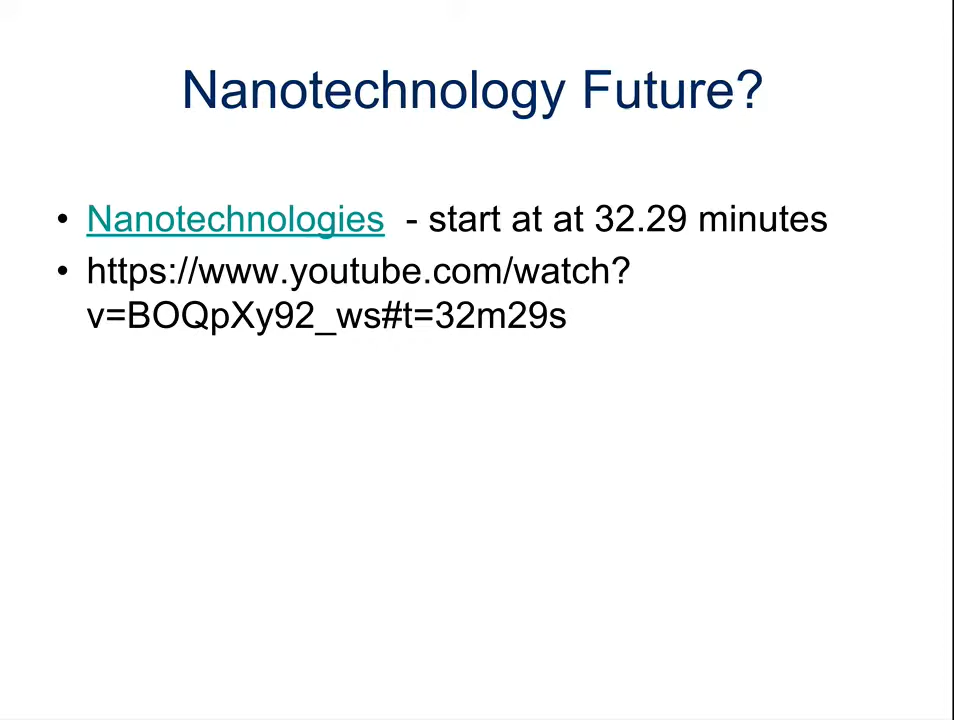 Nanotechnology Future?
• Nanotechnologies - start at at 32.29 minutes
• https://www.youtube.com/watch?
v=BOQpXy92_ws#t=32m29s